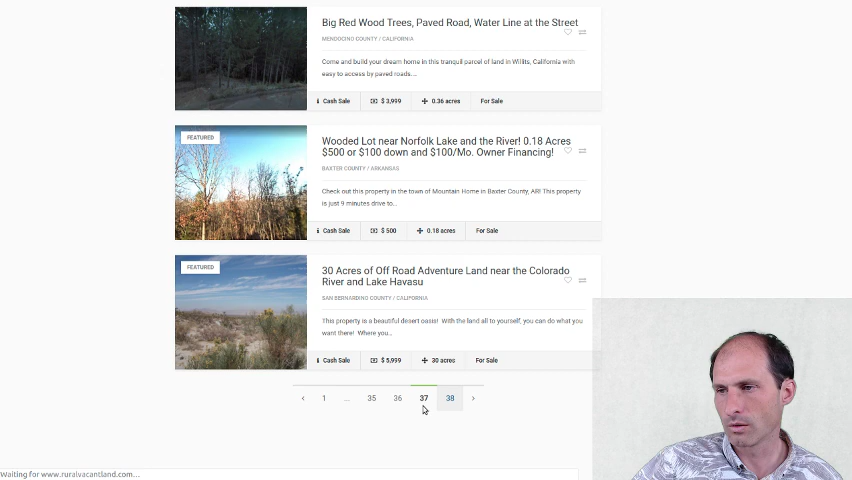 Big Red Wood Trees, Paved Road, Water Line at the Street
MENDOCINO COUNTY / CALIFORNIA
Come and build your dream home in this tranquil parcel of land in Willits, California with
easy to access by paved roads....
Cash Sale $ 3,999 0.36 acres For Sale
FEATURED
Wooded Lot near Norfolk Lake and the River! 0.18 Acres
$500 or $100 down and $100/Mo. Owner Financing!
BAXTER COUNTY / ARKANSAS
Check out this property in the town of Mountain Home in Baxter County, AR! This property
is just 9 minutes drive to...
Cash Sale $ 500 0.18 acres For Sale
FEATURED
30 Acres of Off Road Adventure Land near the Colorado
River and Lake Havasu
SAN BERNARDINO COUNTY / CALIFORNIA
This property is a beautiful desert oasis! With the land all to yourself, you can do what you
want there! Where you...
Cash Sale $ 5,999 30 acres For Sale
‹ 1 ... 35 36 37 38 ›
Waiting for www.ruralvacantland.com...